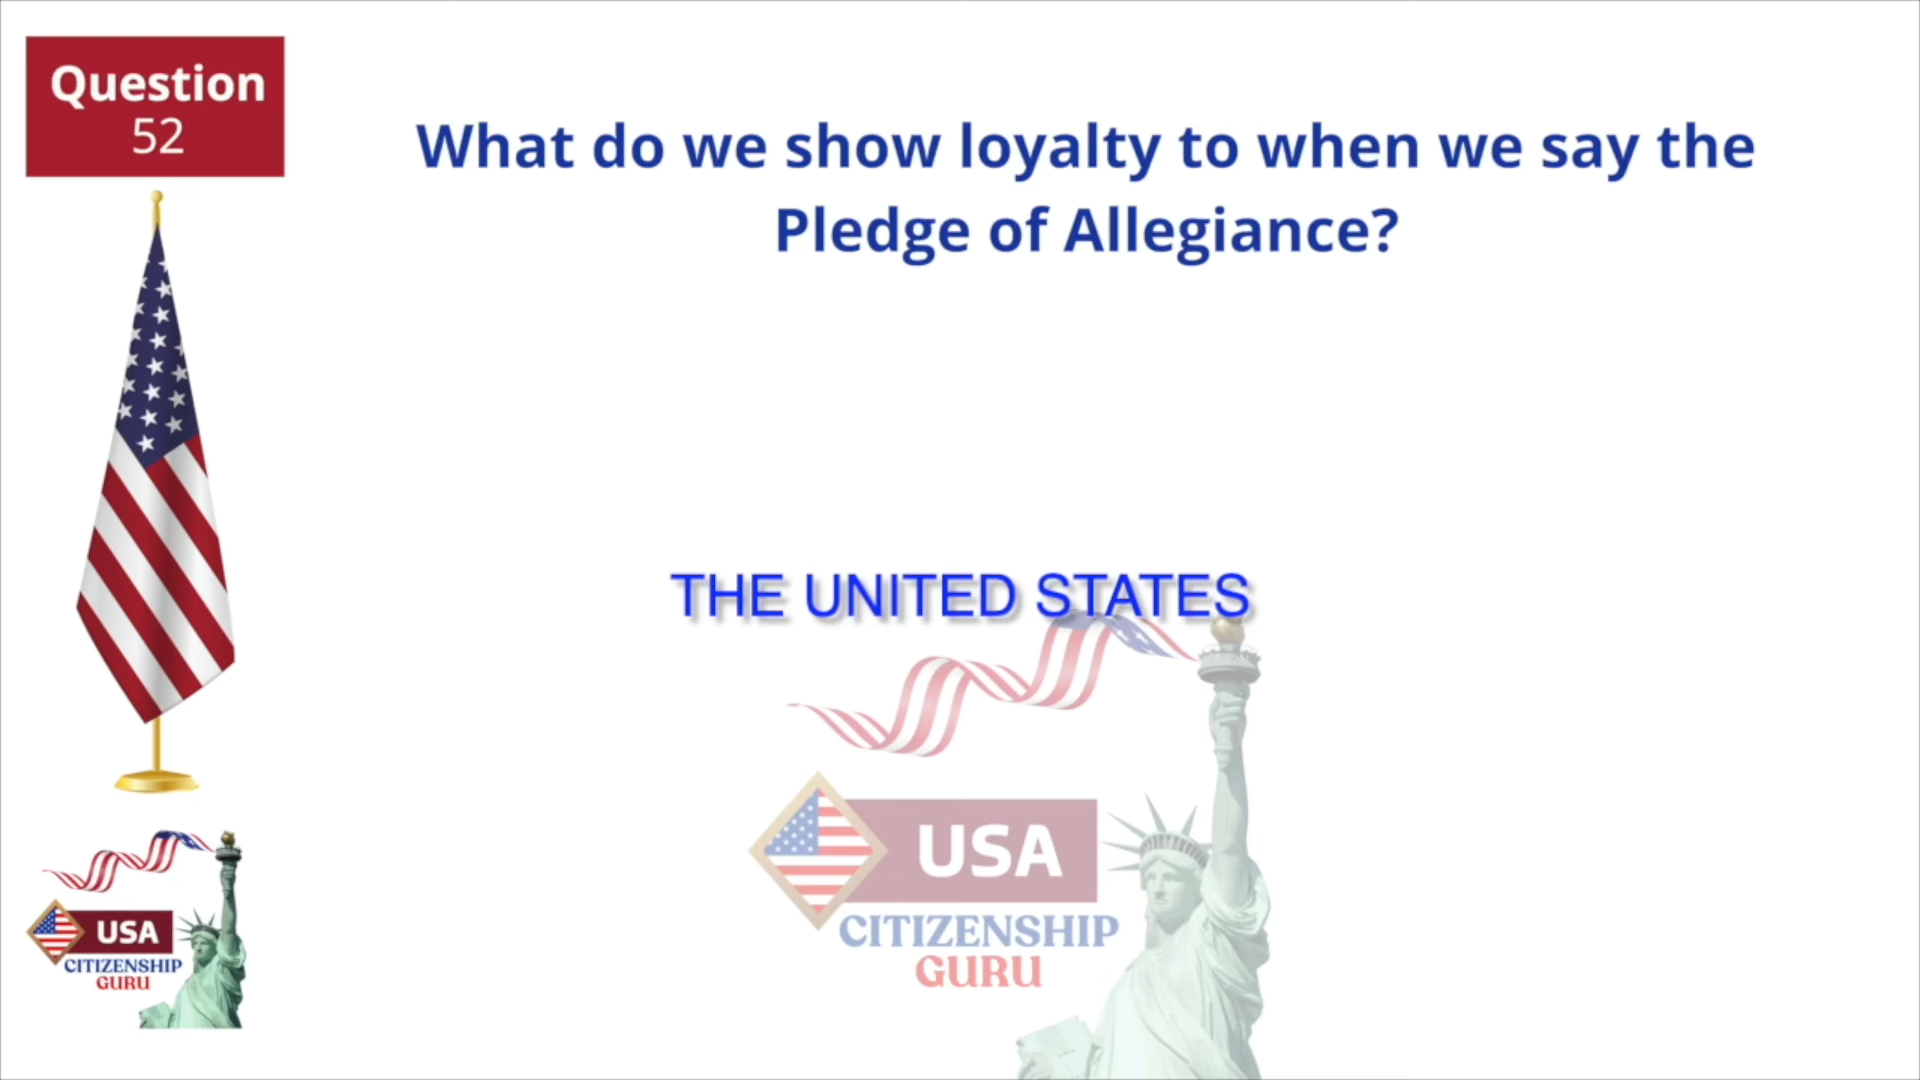 Question
52
What do we show loyalty to when we say the
Pledge of Allegiance?
THE UNITED STATES
USA
CITIZENSHIP
GURU
USA
CITIZENSHIP
GURU